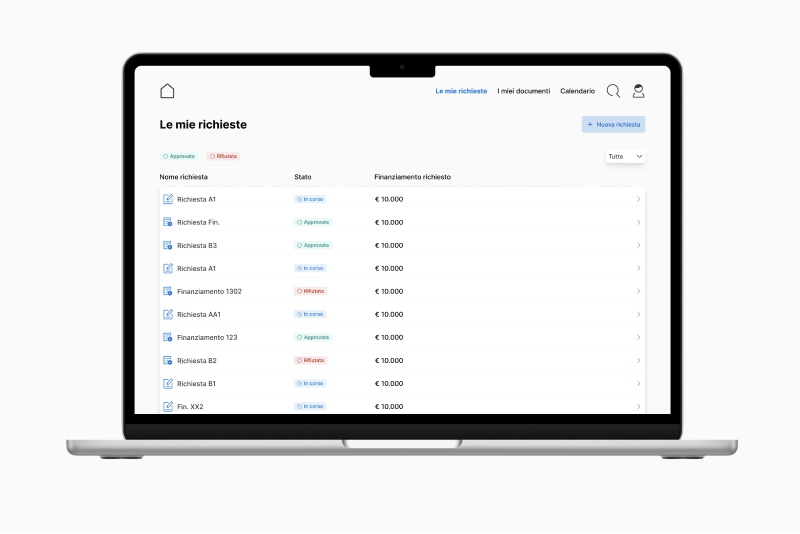 Le mie richieste I miei documenti Calendario
Le mie richieste
+ Nuova richiesta
Approvata Rifiutata
Tutte
Nome richiesta Stato Finanziamento richiesto
Richiesta A1 In corso € 10.000
Richiesta Fin. Approvata € 10.000
Richiesta B3 Approvata € 10.000
Richiesta A1 In corso € 10.000
Finanziamento 1302 Rifiutata € 10.000
Richiesta AA1 In corso € 10.000
Finanziamento 123 Approvata € 10.000
Richiesta B2 Rifiutata € 10.000
Richiesta B1 In corso € 10.000
Fin. XX2 In corso € 10.000